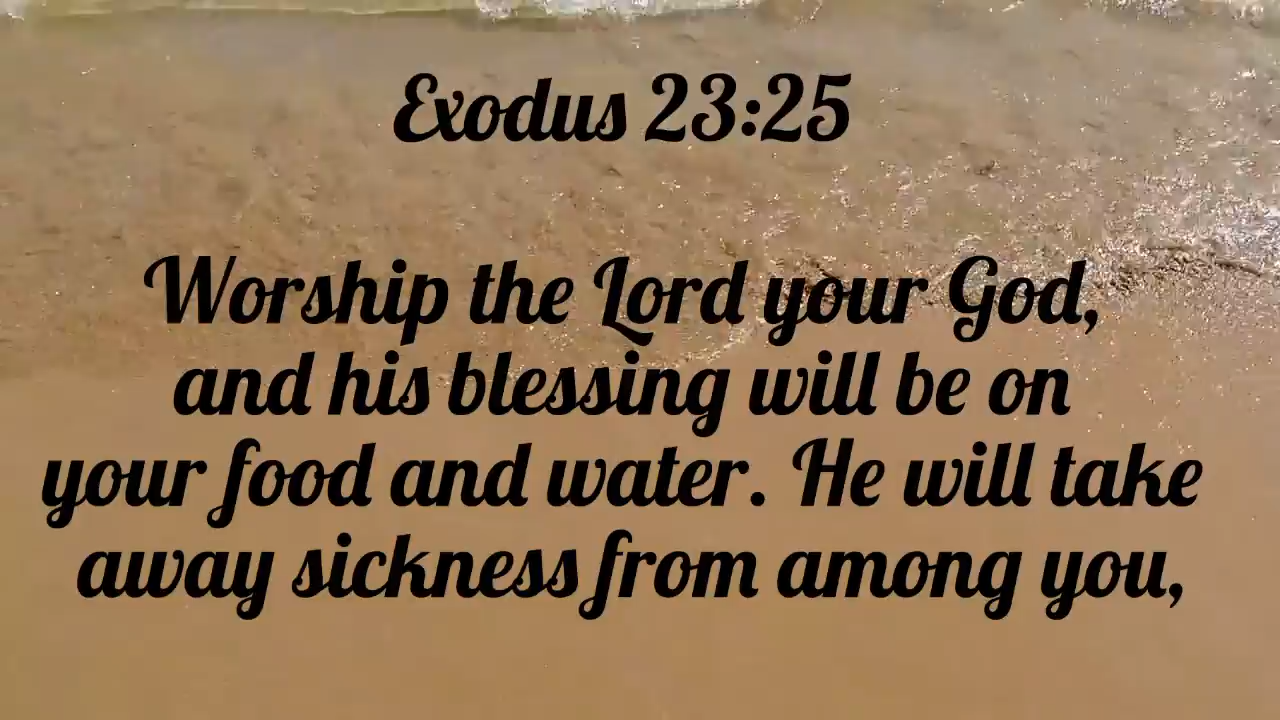 Exodus 23:25
Worship the Lord your God,
and his blessing will be on
your food and water. He will take
away sickness from among you,